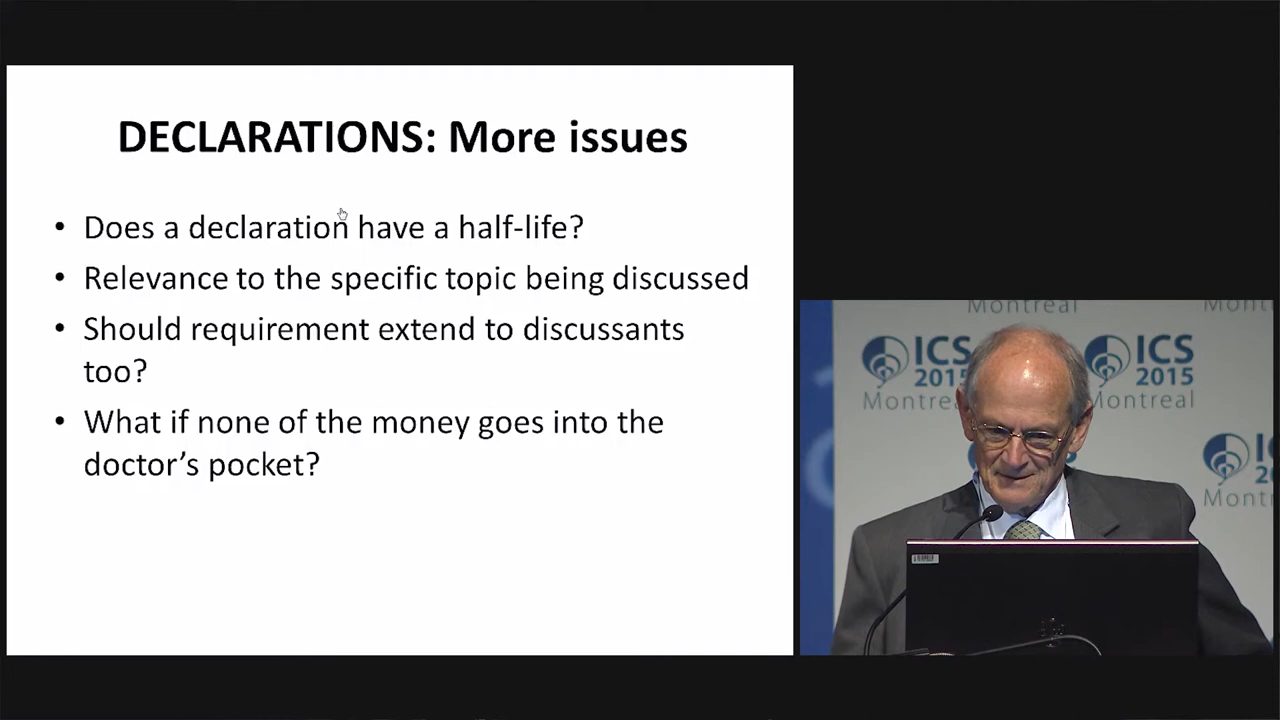 DECLARATIONS: More issues
• Does a declaration have a half-life?
• Relevance to the specific topic being discussed
• Should requirement extend to discussants
too?
• What if none of the money goes into the
doctor's pocket?
Montreal
ICS
2015
ICS
2015
Montreal
Montreal